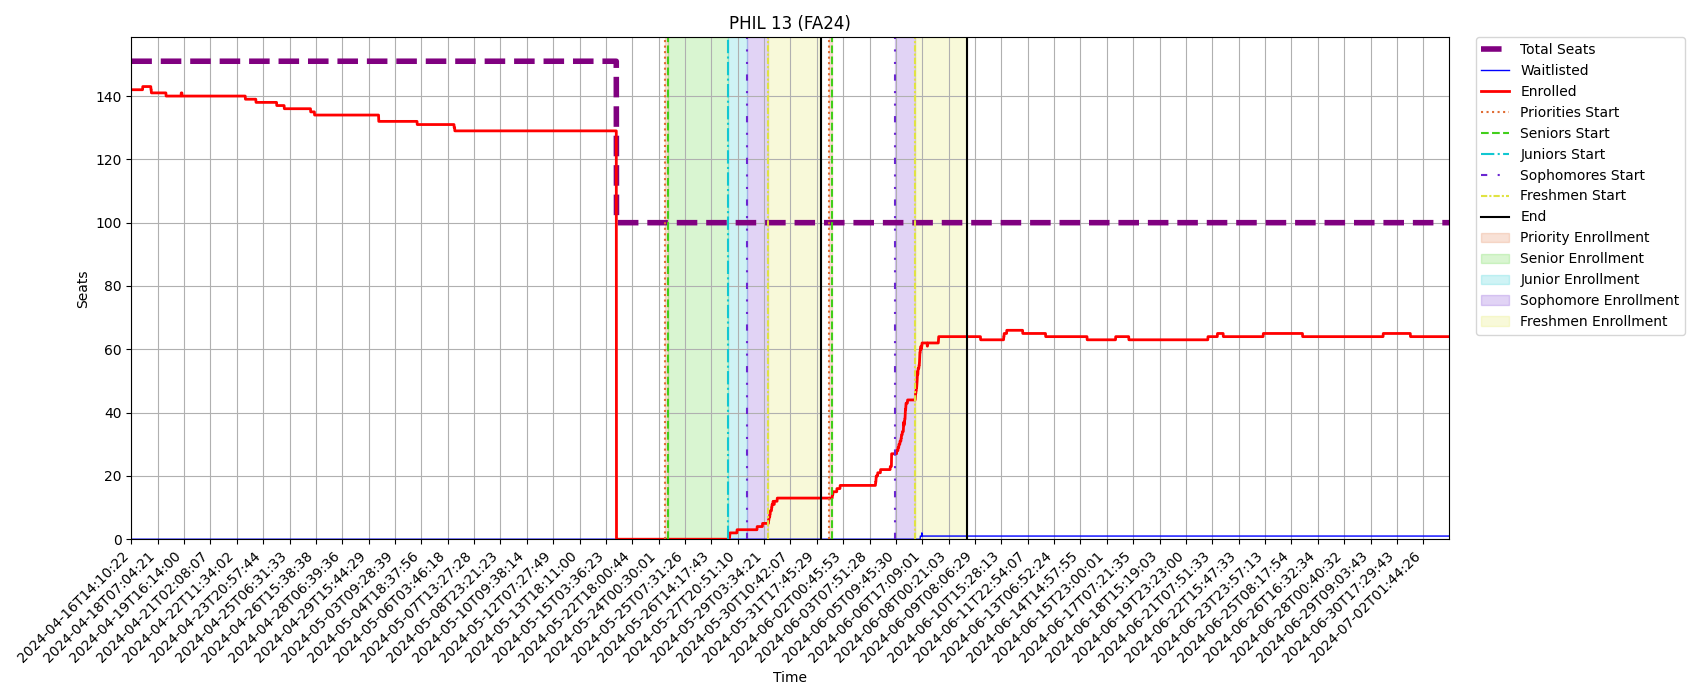 PHIL 13 (FA24)
Total Seats
Waitlisted
Enrolled
Priorities Start
Seniors Start
Juniors Start
Sophomores Start
Freshmen Start
End
Priority Enrollment
Senior Enrollment
Junior Enrollment
Sophomore Enrollment
Freshmen Enrollment
Seats
140
120
100
80
60
40
20
0
2024-04-16T14:10:22
2024-04-18T07:04:21
2024-04-19T16:14:00
2024-04-21T02:08:07
2024-04-22T11:34:02
2024-04-23T20:57:44
2024-04-25T06:31:33
2024-04-26T15:38:38
2024-04-28T06:39:36
2024-04-29T15:44:29
2024-05-03T09:28:39
2024-05-04T18:37:56
2024-05-06T03:46:18
2024-05-07T13:27:28
2024-05-08T23:21:23
2024-05-10T09:38:14
2024-05-12T07:27:49
2024-05-13T18:11:00
2024-05-15T03:36:23
2024-05-22T18:00:44
2024-05-24T00:30:01
2024-05-25T07:31:26
2024-05-26T14:17:43
2024-05-27T20:51:10
2024-05-29T03:34:21
2024-05-30T10:42:07
2024-05-31T17:45:29
2024-06-02T00:45:53
2024-06-03T07:51:28
2024-06-05T09:45:30
2024-06-06T17:09:01
2024-06-08T00:21:03
2024-06-09T08:06:29
2024-06-10T15:28:13
2024-06-11T22:54:07
2024-06-13T06:52:24
2024-06-14T14:57:55
2024-06-15T23:00:01
2024-06-17T07:21:35
2024-06-18T15:19:03
2024-06-19T23:23:00
2024-06-21T07:51:33
2024-06-22T15:47:33
2024-06-23T23:57:13
2024-06-25T08:17:54
2024-06-26T16:32:34
2024-06-28T00:40:32
2024-06-29T09:03:43
2024-06-30T17:29:43
2024-07-02T01:44:26
Time